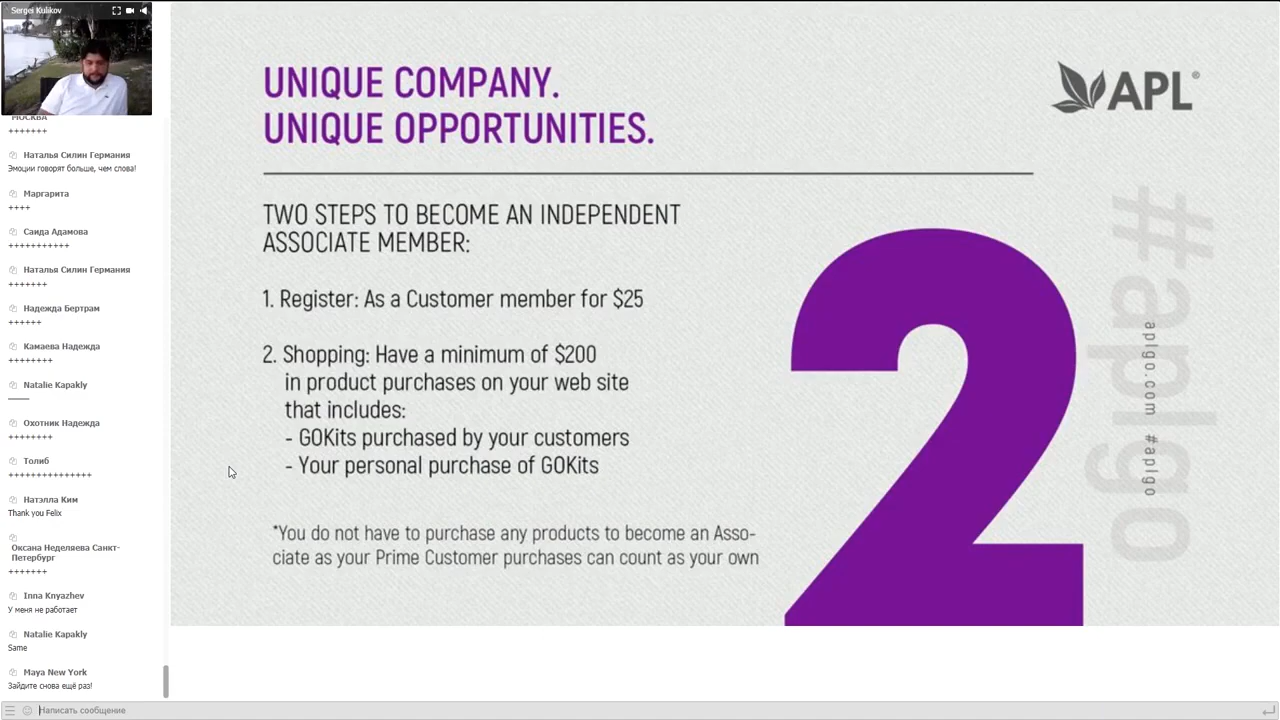 Sergei Kulikov
МОСКВА
+++++++
Наталья Силин Германия
Эмоции говорят больше, чем слова!
Маргарита
++++
Саида Адамова
+++++++++++
Наталья Силин Германия
+++++++
Надежда Бертрам
++++++
Камаева Надежда
++++++++
Natalie Kapakly
Охотник Надежда
++++++++
Толиб
+++++++++++++++
Натэлла Ким
Thank you Felix
Оксана Неделяева Санкт-
Петербург
+++++++
Inna Knyazhev
У меня не работает
Natalie Kapakly
Same
Maya New York
Зайдите снова ещё раз!
Написать сообщение
UNIQUE COMPANY.
UNIQUE OPPORTUNITIES.
APL®
TWO STEPS TO BECOME AN INDEPENDENT
ASSOCIATE MEMBER:
1. Register: As a Customer member for $25
2. Shopping: Have a minimum of $200
in product purchases on your web site
that includes:
- GOKits purchased by your customers
- Your personal purchase of GOKits
*You do not have to purchase any products to become an Asso-
ciate as your Prime Customer purchases can count as your own
2
aplgo.com #aplgo
#aplgo